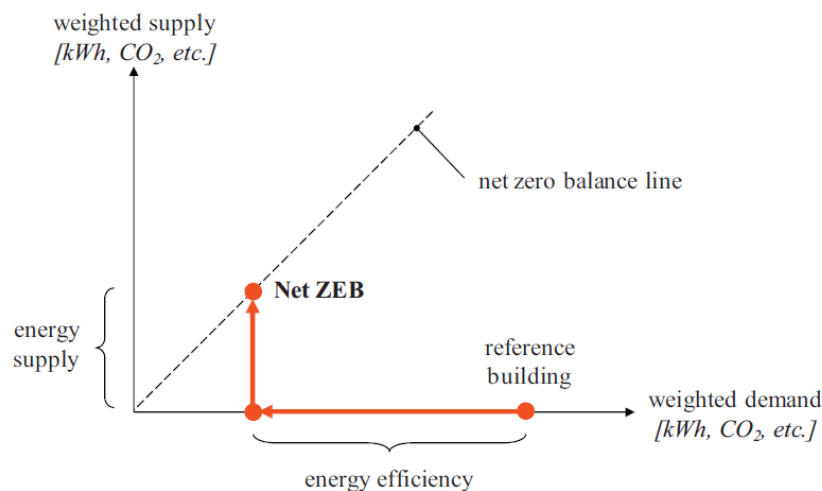 weighted supply
[kWh, CO₂, etc.]
net zero balance line
Net ZEB
energy
supply
reference
building
weighted demand
[kWh, CO₂, etc.]
energy efficiency